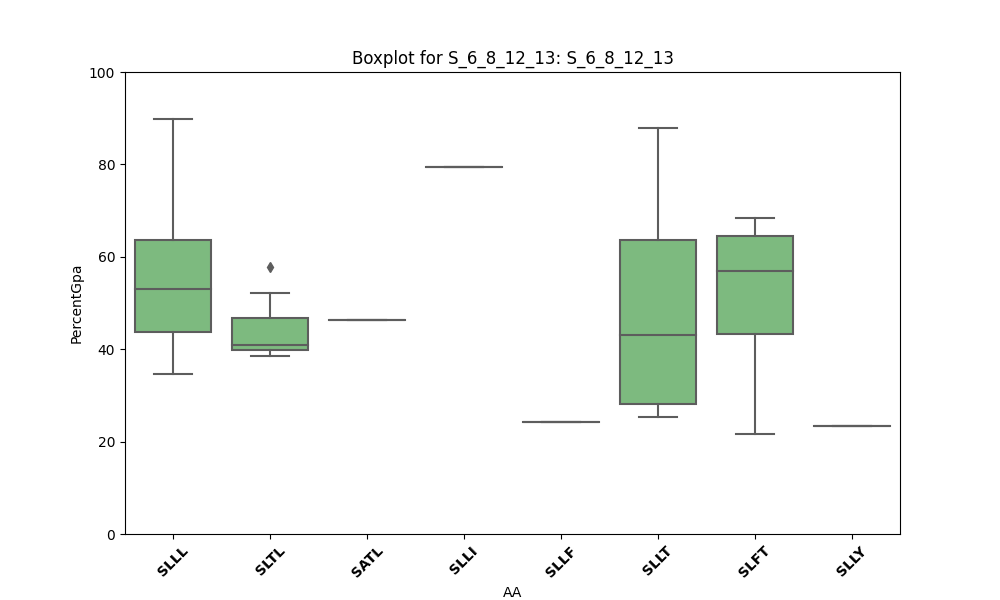 Boxplot for S_6_8_12_13: S_6_8_12_13
PercentGpa
100
80
60
40
20
0
SLLL
SLTL
SATL
SLLI
SLLF
SLLT
SLFT
SLLY
AA